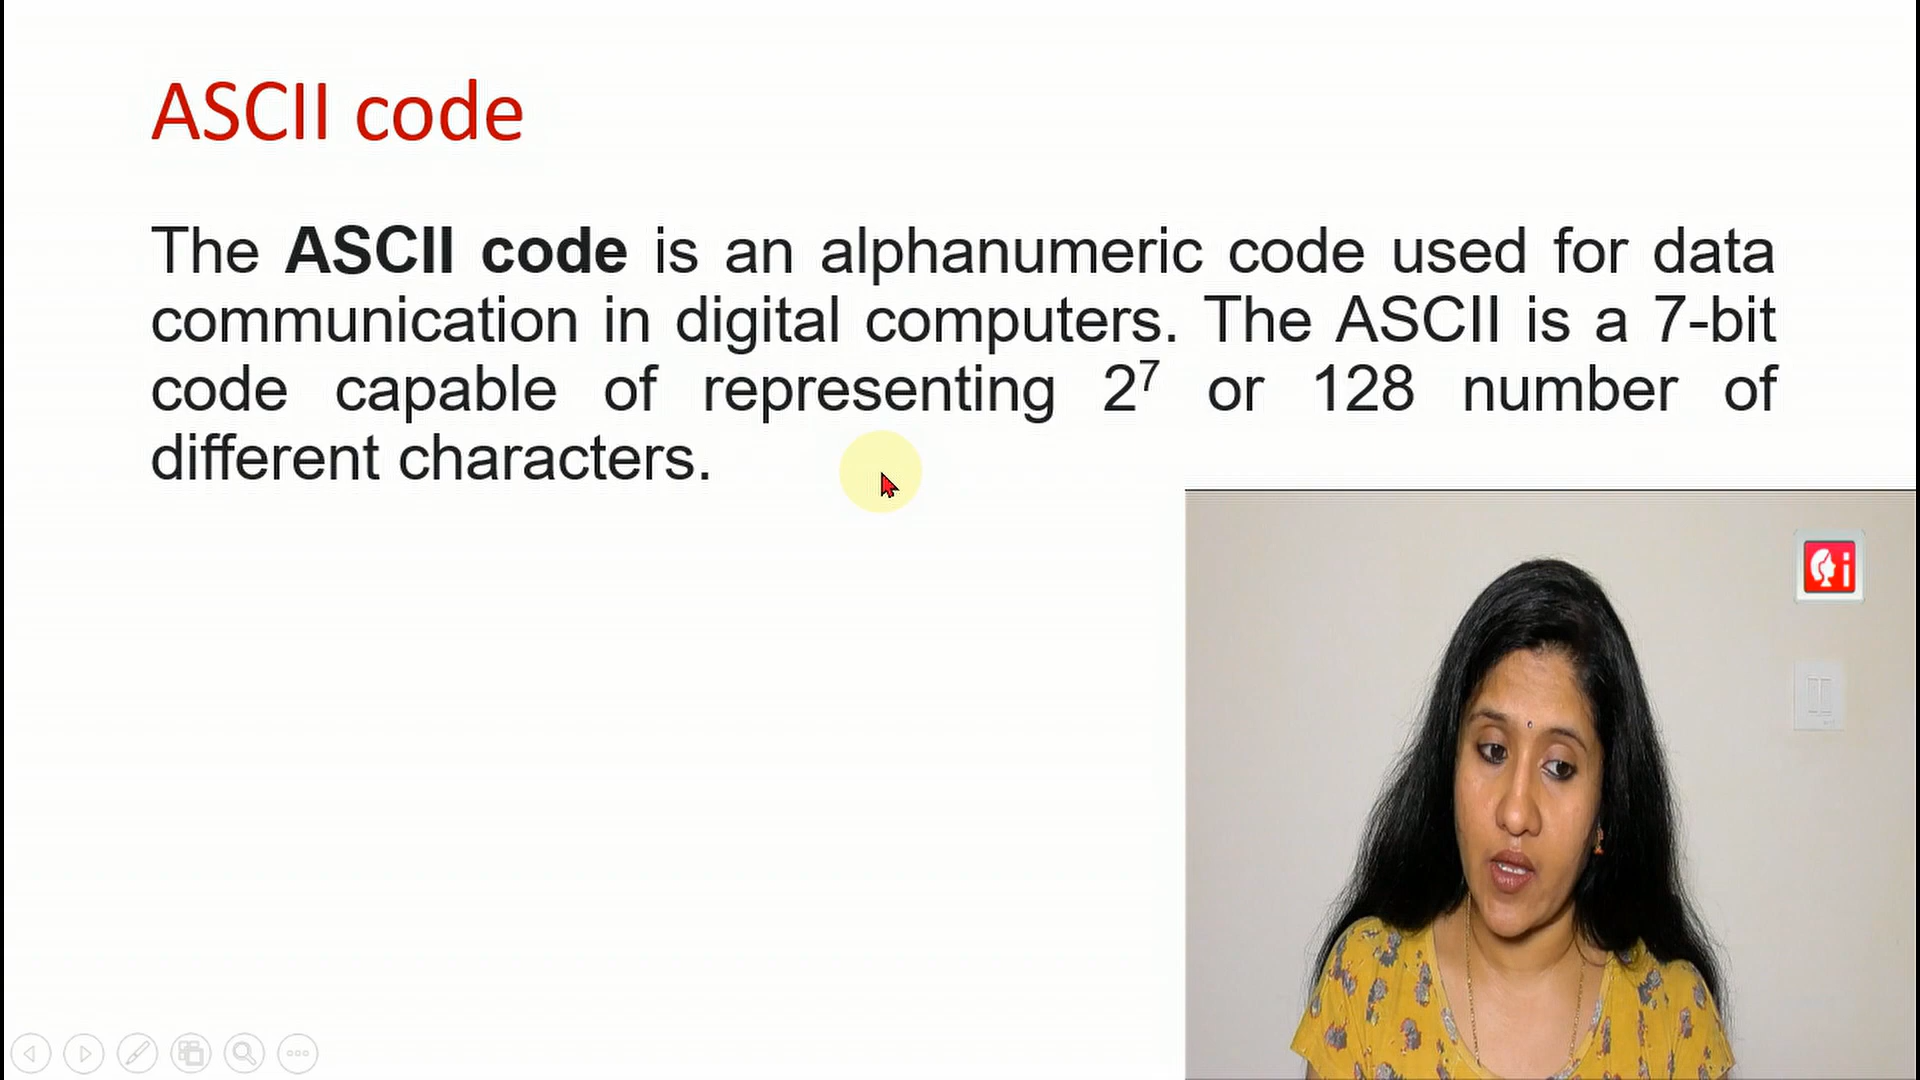 ASCII code
The ASCII code is an alphanumeric code used for data
communication in digital computers. The ASCII is a 7-bit
code capable of representing 2⁷ or 128 number of
different characters.
i